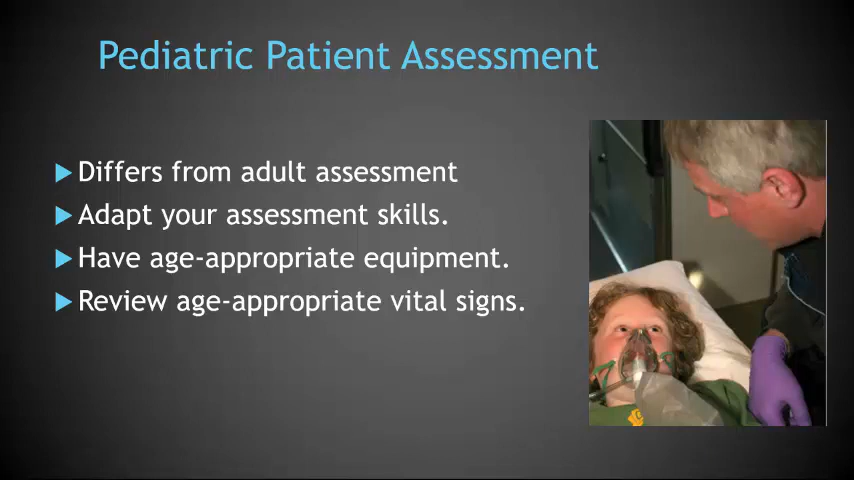 Pediatric Patient Assessment
Differs from adult assessment
Adapt your assessment skills.
Have age-appropriate equipment.
Review age-appropriate vital signs.